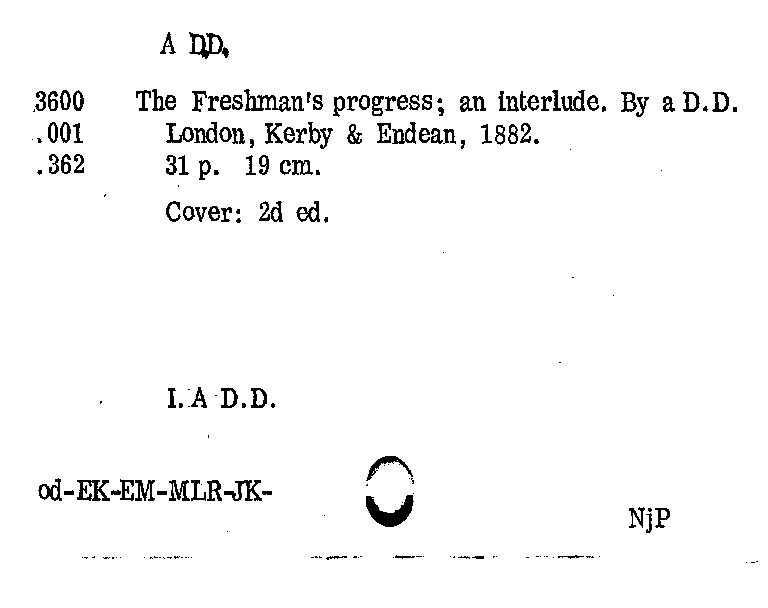 A D.D.
3600 The Freshman's progress; an interlude. By a D.D.
.001 London, Kerby & Endean, 1882.
.362 31 p. 19 cm.
Cover: 2d ed.
I. A D.D.
od-EK-EM-MLR-JK-
NjP